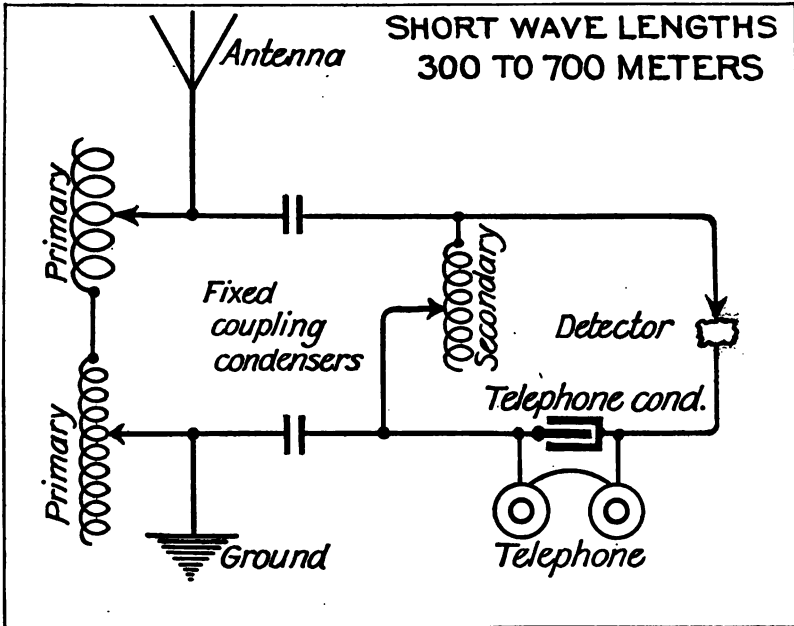 SHORT WAVE LENGTHS
300 TO 700 METERS
Antenna
Primary
Secondary
Fixed
coupling
condensers
Detector
Telephone cond.
Primary
Ground
Telephone